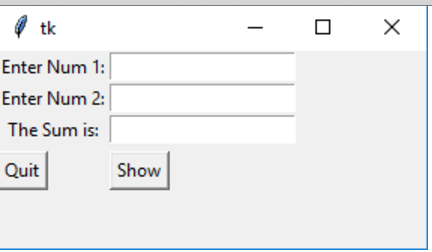 tk
Enter Num 1:
Enter Num 2:
The Sum is:
Quit Show